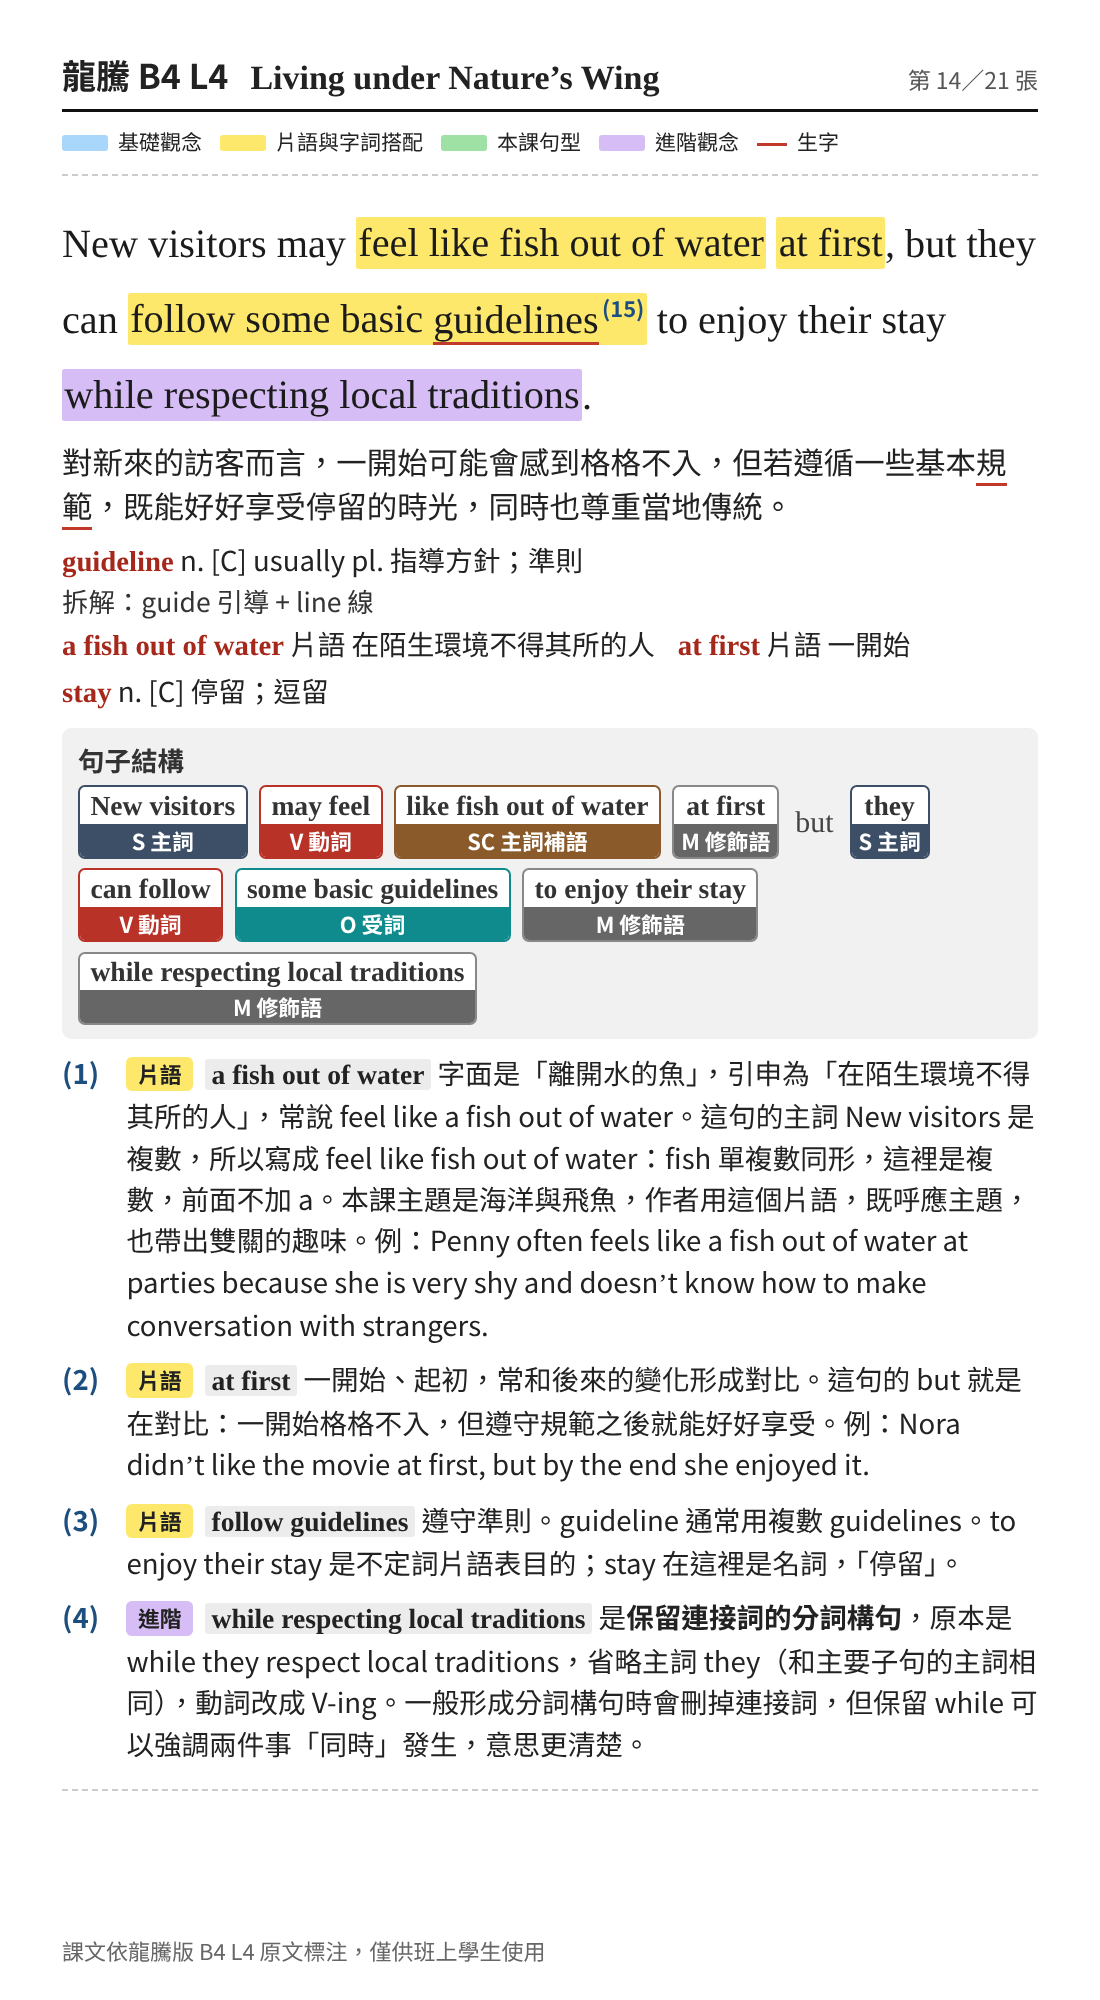 龍騰 B4 L4 Living under Nature’s Wing 第 14／21 張
基礎觀念 片語與字詞搭配 本課句型 進階觀念 生字
New visitors may feel like fish out of water at first, but they
can follow some basic guidelines(15) to enjoy their stay
while respecting local traditions.
對新來的訪客而言，一開始可能會感到格格不入，但若遵循一些基本規
範，既能好好享受停留的時光，同時也尊重當地傳統。
guideline n. [C] usually pl. 指導方針；準則
拆解：guide 引導 + line 線
a fish out of water 片語 在陌生環境不得其所的人 at first 片語 一開始
stay n. [C] 停留；逗留
句子結構
New visitors may feel like fish out of water at first but they
S 主詞 V 動詞 SC 主詞補語 M 修飾語 S 主詞
can follow some basic guidelines to enjoy their stay
V 動詞 O 受詞 M 修飾語
while respecting local traditions
M 修飾語
(1) 片語 a fish out of water 字面是「離開水的魚」，引申為「在陌生環境不得
其所的人」，常說 feel like a fish out of water。這句的主詞 New visitors 是
複數，所以寫成 feel like fish out of water：fish 單複數同形，這裡是複
數，前面不加 a。本課主題是海洋與飛魚，作者用這個片語，既呼應主題，
也帶出雙關的趣味。例：Penny often feels like a fish out of water at
parties because she is very shy and doesn’t know how to make
conversation with strangers.
(2) 片語 at first 一開始、起初，常和後來的變化形成對比。這句的 but 就是
在對比：一開始格格不入，但遵守規範之後就能好好享受。例：Nora
didn’t like the movie at first, but by the end she enjoyed it.
(3) 片語 follow guidelines 遵守準則。guideline 通常用複數 guidelines。to
enjoy their stay 是不定詞片語表目的；stay 在這裡是名詞，「停留」。
(4) 進階 while respecting local traditions 是保留連接詞的分詞構句，原本是
while they respect local traditions，省略主詞 they（和主要子句的主詞相
同），動詞改成 V-ing。一般形成分詞構句時會刪掉連接詞，但保留 while 可
以強調兩件事「同時」發生，意思更清楚。
課文依龍騰版 B4 L4 原文標注，僅供班上學生使用